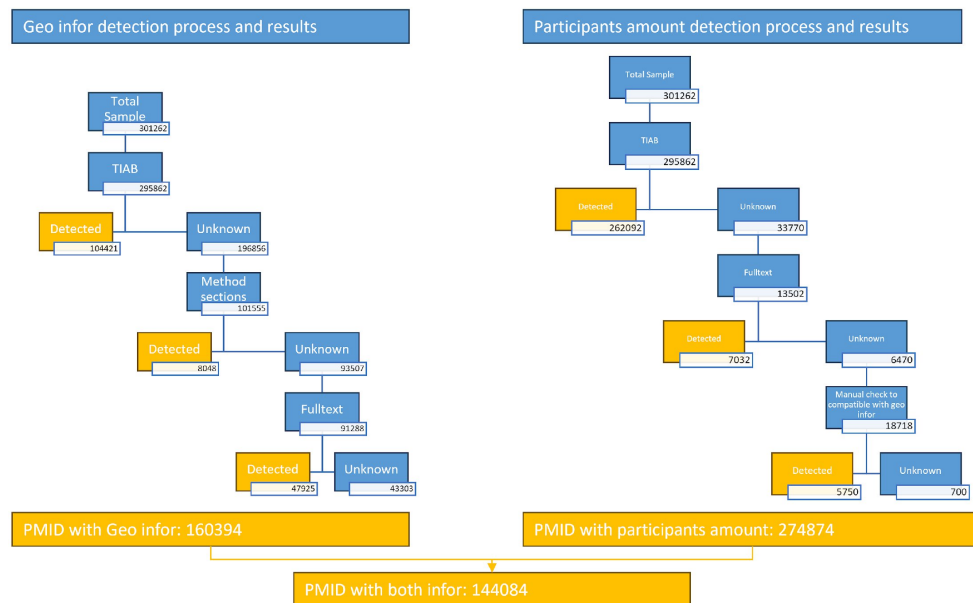 Geo infor detection process and results
Total
Sample
301262
TIAB
295862
Detected
104421
Unknown
196856
Method
sections
101555
Detected
8048
Unknown
93507
Fulltext
91288
Detected
47925
Unknown
43303
PMID with Geo infor: 160394
Participants amount detection process and results
Total Sample
301262
TIAB
295862
Detected
262092
Unknown
33770
Fulltext
13502
Detected
7032
Unknown
6470
Manual check to
compatible with geo
infor
18718
Detected
5750
Unknown
700
PMID with participants amount: 274874
PMID with both infor: 144084